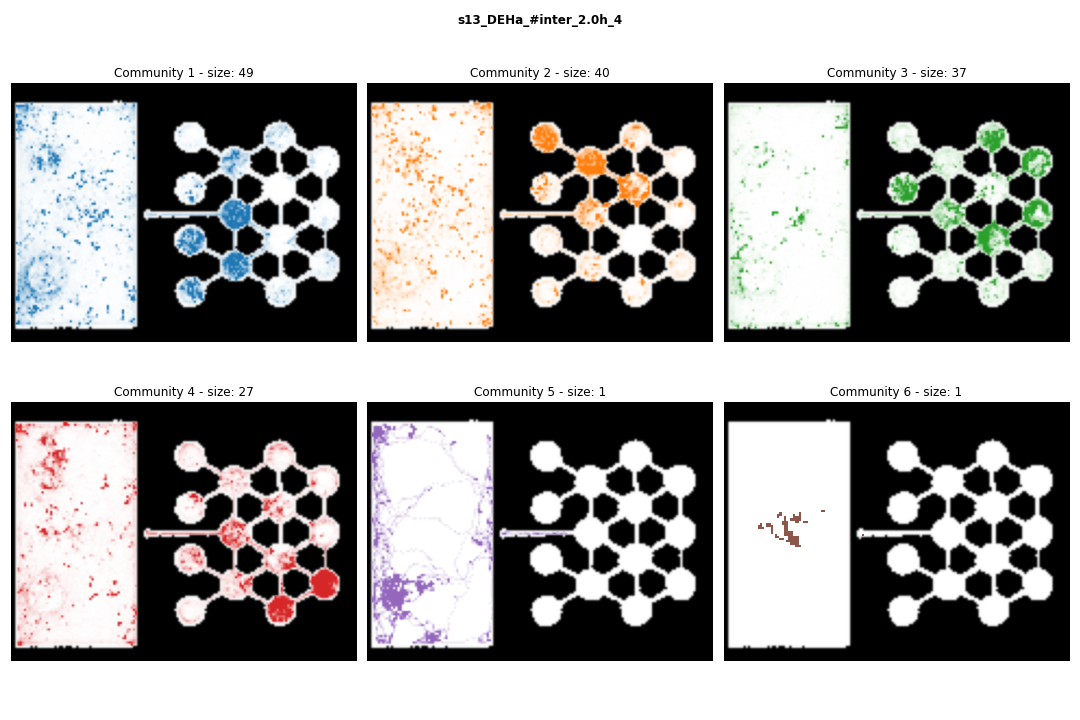 s13_DEHa_#inter_2.0h_4
Community 1 - size: 49
Community 2 - size: 40
Community 3 - size: 37
Community 4 - size: 27
Community 5 - size: 1
Community 6 - size: 1